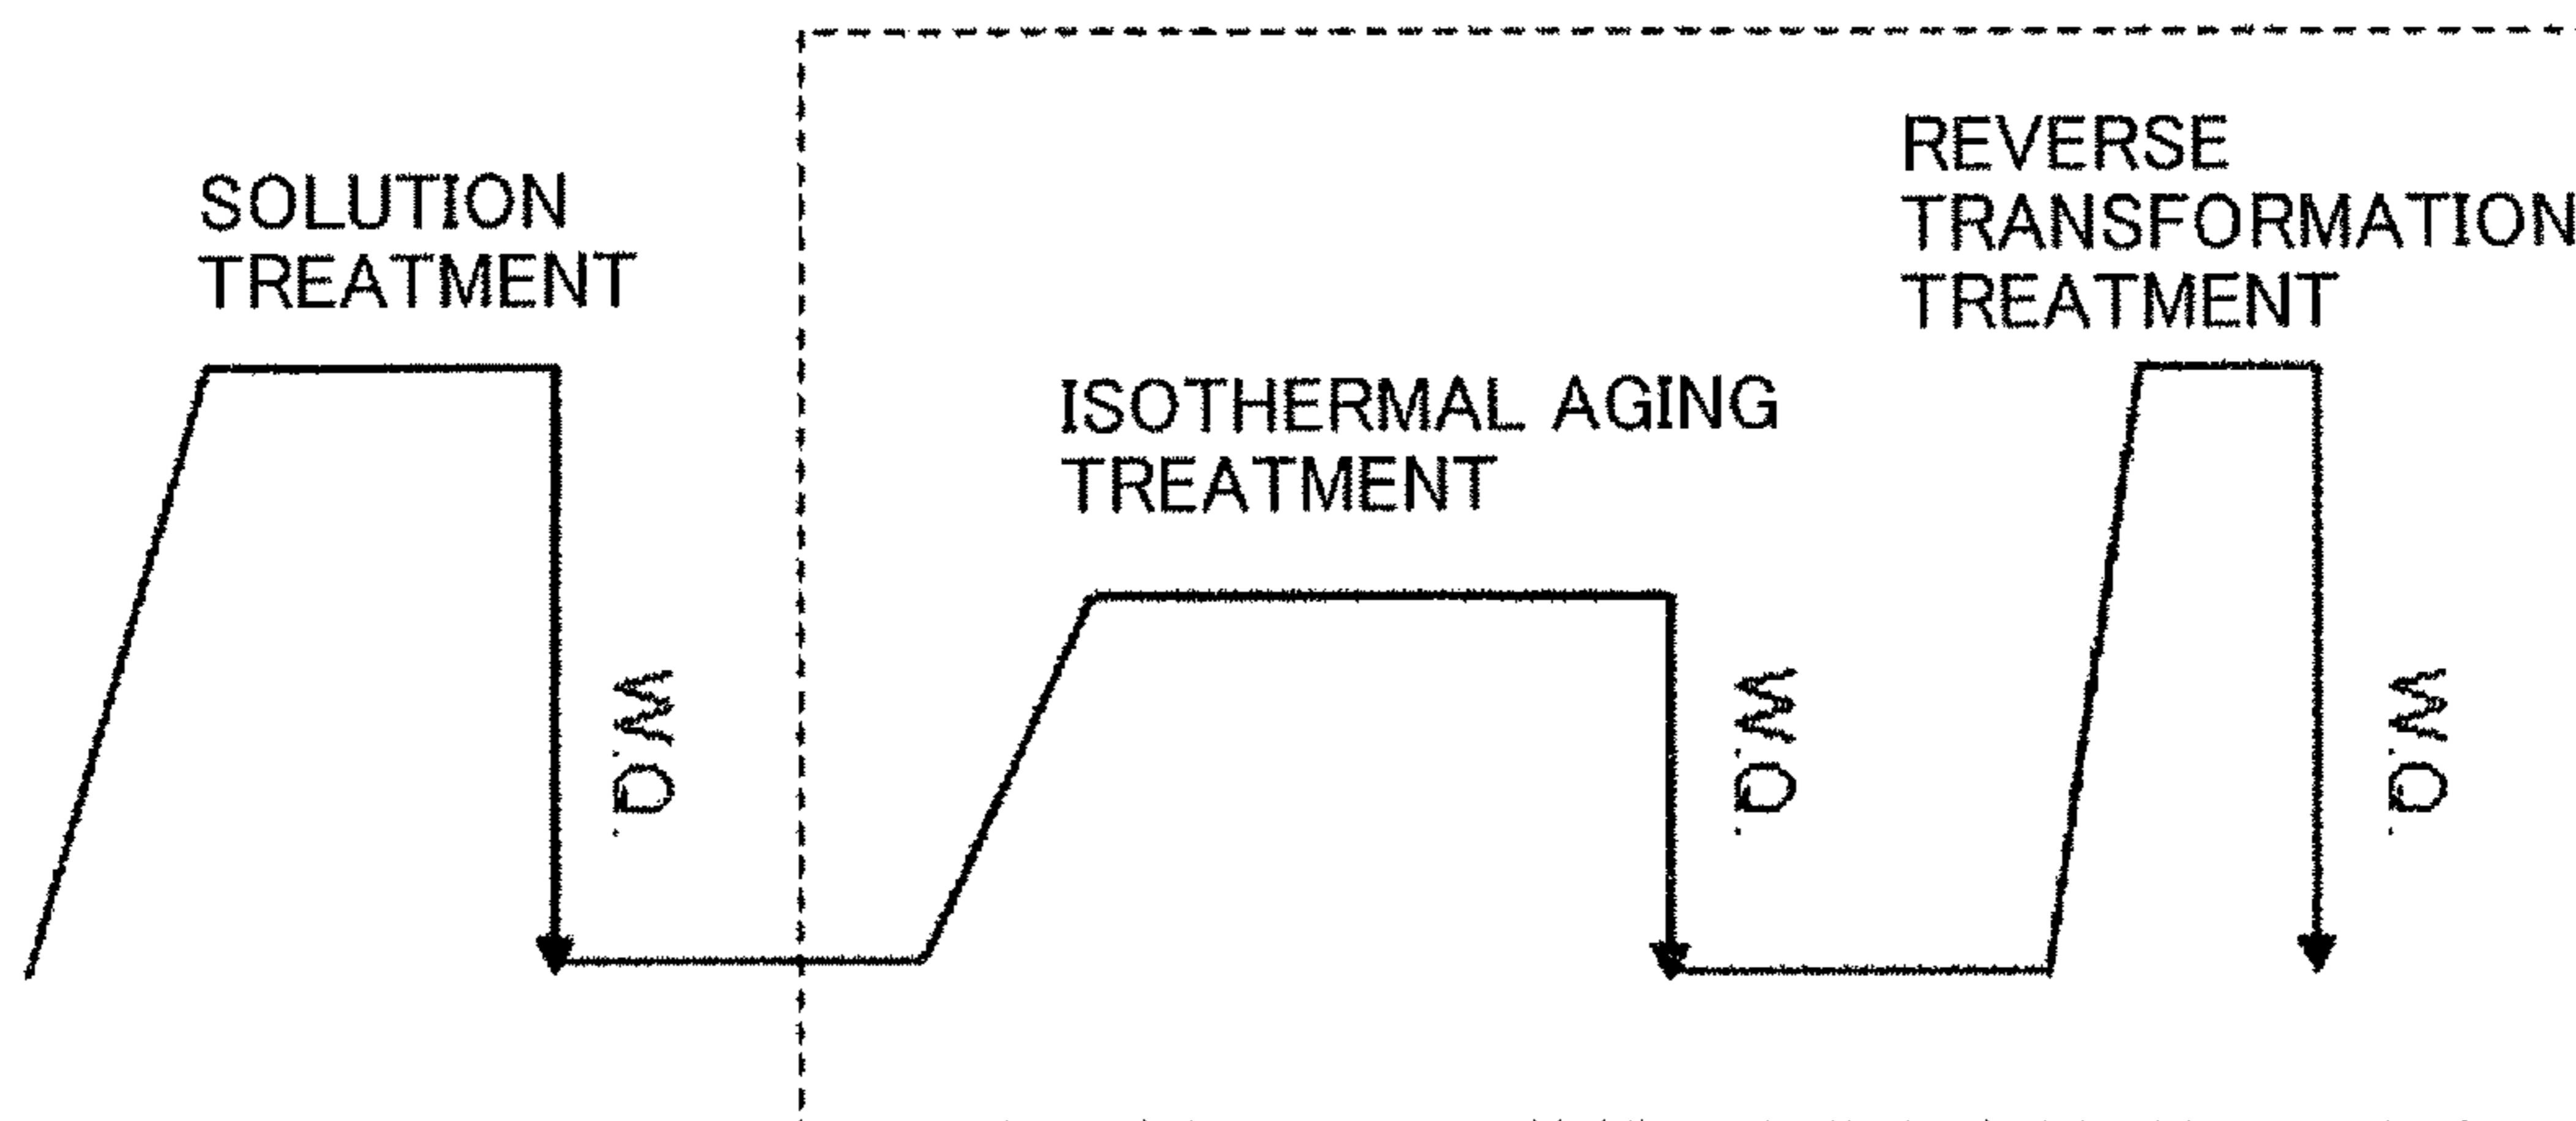 SOLUTION
TREATMENT
W.Q.
ISOTHERMAL AGING
TREATMENT
W.Q.
REVERSE
TRANSFORMATION
TREATMENT
W.Q.